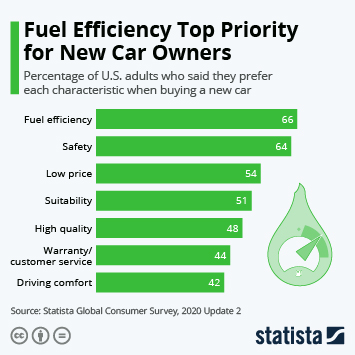 Fuel Efficiency Top Priority
for New Car Owners
Percentage of U.S. adults who said they prefer
each characteristic when buying a new car
Fuel efficiency 66
Safety 64
Low price 54
Suitability 51
High quality 48
Warranty/
customer service 44
Driving comfort 42
Source: Statista Global Consumer Survey, 2020 Update 2
cc
statista